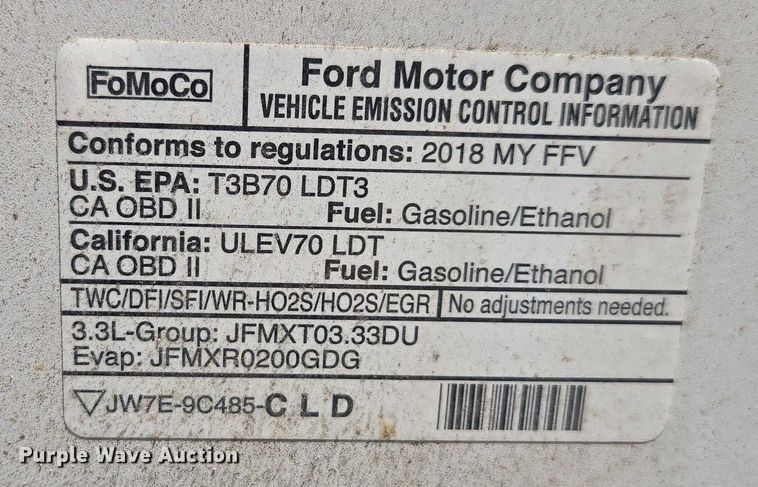 FoMoCo
Ford Motor Company
VEHICLE EMISSION CONTROL INFORMATION
Conforms to regulations: 2018 MY FFV
U.S. EPA: T3B70 LDT3
CA OBD II Fuel: Gasoline/Ethanol
California: ULEV70 LDT
CA OBD II Fuel: Gasoline/Ethanol
TWC/DFI/SFI/WR-HO2S/HO2S/EGR No adjustments needed.
3.3L-Group: JFMXT03.33DU
Evap: JFMXR0200GDG
▽JW7E-9C485-C L D
Purple Wave Auction